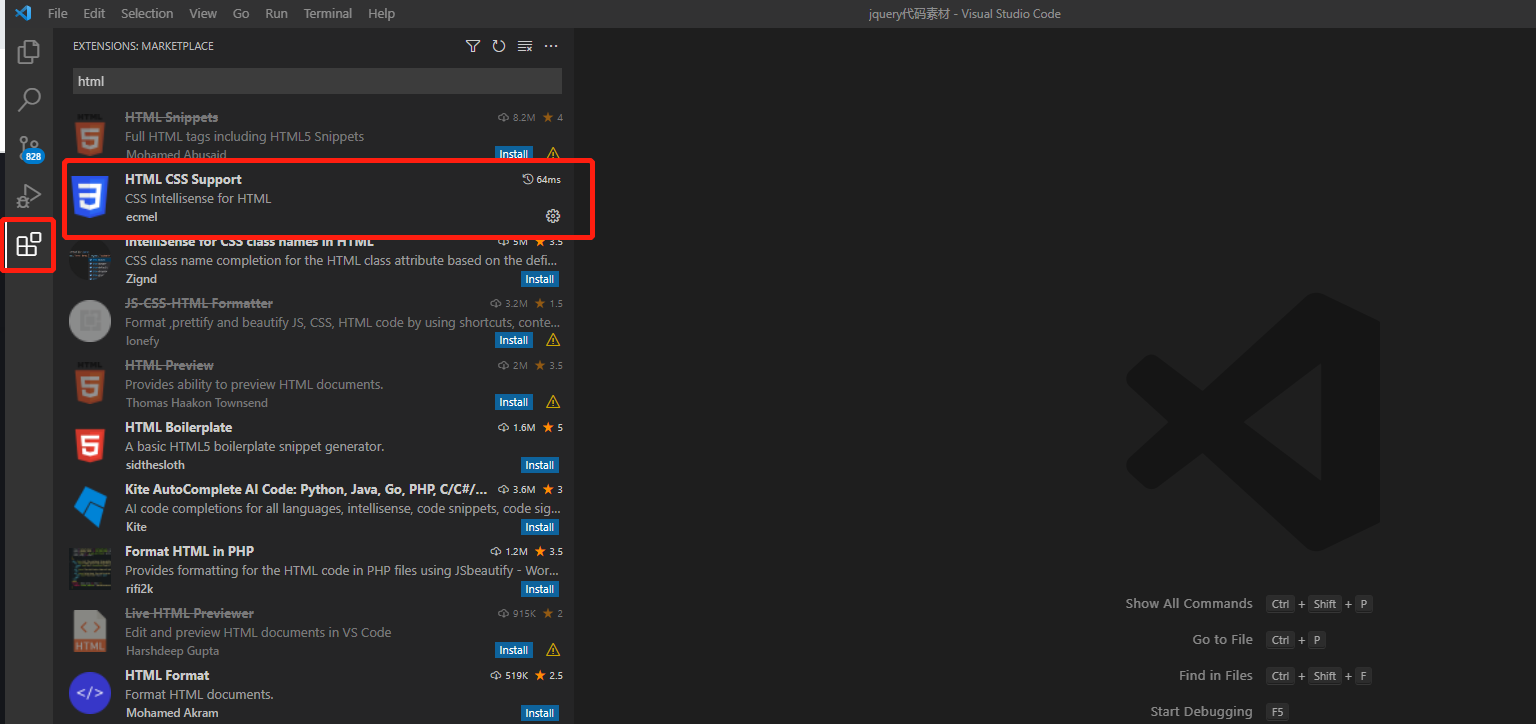 File Edit Selection View Go Run Terminal Help
jquery代码素材 - Visual Studio Code
EXTENSIONS: MARKETPLACE
html
HTML Snippets 8.2M 4
Full HTML tags including HTML5 Snippets
Mohamed Abusaid Install
828
HTML CSS Support 64ms
CSS Intellisense for HTML
ecmel
IntelliSense for CSS class names in HTML 5M 3.5
CSS class name completion for the HTML class attribute based on the defi...
Zignd Install
JS-CSS-HTML Formatter 3.2M 1.5
Format ,prettify and beautify JS, CSS, HTML code by using shortcuts, conte...
lonefy Install
HTML Preview 2M 3.5
Provides ability to preview HTML documents.
Thomas Haakon Townsend Install
HTML Boilerplate 1.6M 5
A basic HTML5 boilerplate snippet generator.
sidthesloth Install
Kite AutoComplete AI Code: Python, Java, Go, PHP, C/C#/... 3.6M 3
AI code completions for all languages, intellisense, code snippets, code sig...
Kite Install
Format HTML in PHP 1.2M 3.5
Provides formatting for the HTML code in PHP files using JSbeautify - Wor...
rifi2k Install
Live HTML Previewer 915K 2
Edit and preview HTML documents in VS Code
Harshdeep Gupta Install
HTML Format 519K 2.5
Format HTML documents.
Mohamed Akram Install
Show All Commands Ctrl + Shift + P
Go to File Ctrl + P
Find in Files Ctrl + Shift + F
Start Debugging F5